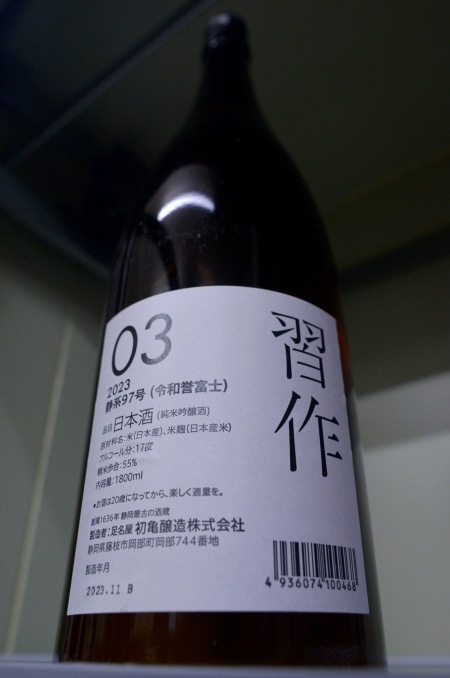 03
2023
静系97号 (令和誉富士)
品目 日本酒 (純米吟醸酒)
原材料名:米(日本産)、米麹(日本産米)
アルコール分:17度
精米歩合:55%
内容量:1800ml
●お酒は20歳になってから、楽しく適量を。
創業1636年 静岡最古の酒蔵
製造者:足名屋 初亀醸造株式会社
静岡県藤枝市岡部町岡部744番地
製造年月
2023.11 B
習作
4 936074 100468